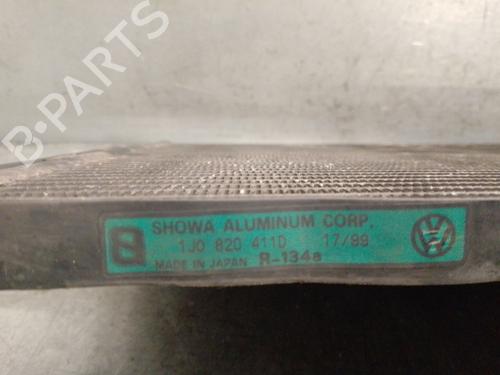 B-PARTS
SHOWA ALUMINUM CORP.
1J0 820 411D 17/99
MADE IN JAPAN R-134a